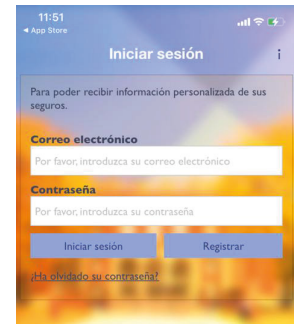 11:51
App Store
Iniciar sesión
i
Para poder recibir información personalizada de sus
seguros.
Correo electrónico
Por favor, introduzca su correo electrónico
Contraseña
Por favor, introduzca su contraseña
Iniciar sesión
Registrar
¿Ha olvidado su contraseña?